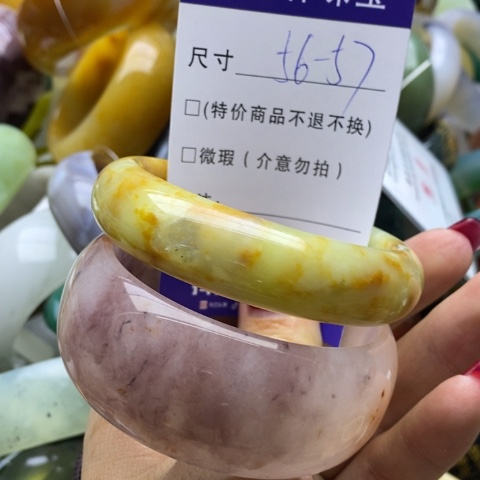 尺寸 56-57
□(特价商品不退不换)
□微瑕(介意勿拍)